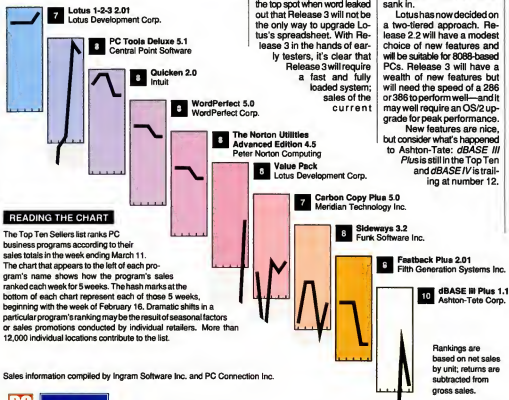 7 Lotus 1-2-3 2.01
Lotus Development Corp.
PC Tools Deluxe 5.1
Central Point Software
Quicken 2.0
Intuit
WordPerfect 5.0
WordPerfect Corp.
The Norton Utilities
Advanced Edition 4.5
Peter Norton Computing
6 Value Pack
Lotus Development Corp.
7 Carbon Copy Plus 5.0
Meridian Technology Inc.
8 Sideways 3.2
Funk Software Inc.
9 Fastback Plus 2.01
Fifth Generation Systems Inc.
10 dBASE III Plus 1.1
Ashton-Tate Corp.
the top spot when word leaked
out that Release 3 will not be
the only way to upgrade Lo-
tus's spreadsheet. With Re-
lease 3 in the hands of ear-
ly testers, it's clear that
Release 3 will require
a fast and fully
loaded system;
sales of the
current
sank in.
Lotus has now decided on
a two-tiered approach. Re-
lease 2.2 will have a modest
choice of new features and
will be suitable for 8088-based
PCs. Release 3 will have a
wealth of new features but
will need the speed of a 286
or 386 to perform well—and it
may well require an OS/2 up-
grade for peak performance.
New features are nice,
but consider what's happened
to Ashton-Tate: dBASE III
Plus is still in the Top Ten
and dBASE IV is trail-
ing at number 12.
READING THE CHART
The Top Ten Sellers list ranks PC
business programs according to their
sales totals in the week ending March 11.
The chart that appears to the left of each pro-
gram's name shows how the program's sales
ranked each week for 5 weeks. The hash marks at the
bottom of each chart represent each of those 5 weeks,
beginning with the week of February 16. Dramatic shifts in a
particular program's ranking may be the result of seasonal factors
or sales promotions conducted by individual retailers. More than
12,000 individual locations contribute to the list.
Sales information compiled by Ingram Software Inc. and PC Connection Inc.
Rankings are
based on net sales
by unit; returns are
subtracted from
gross sales.